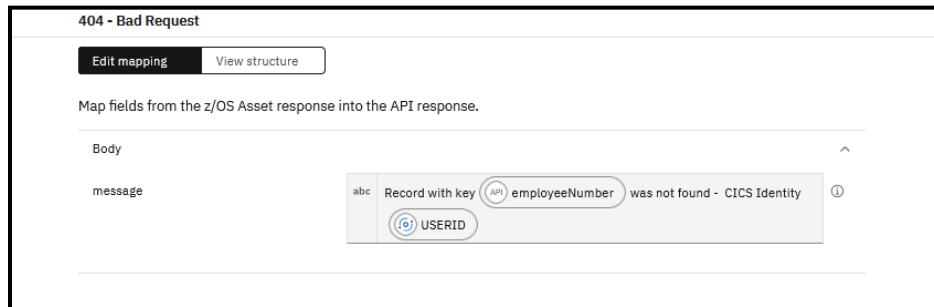 404 - Bad Request
Edit mapping View structure
Map fields from the z/OS Asset response into the API response.
Body
message abc Record with key API employeeNumber was not found - CICS Identity
USERID